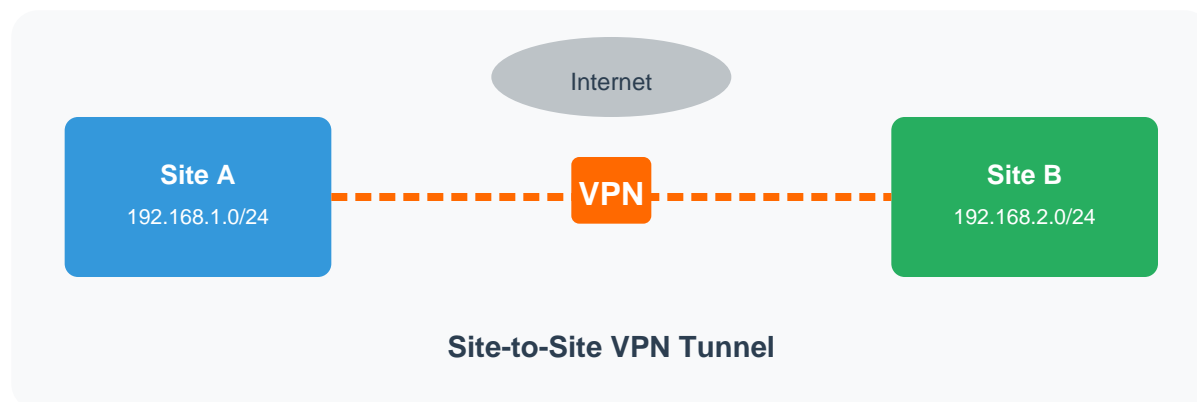 Internet
Site A
192.168.1.0/24
VPN
Site B
192.168.2.0/24
Site-to-Site VPN Tunnel